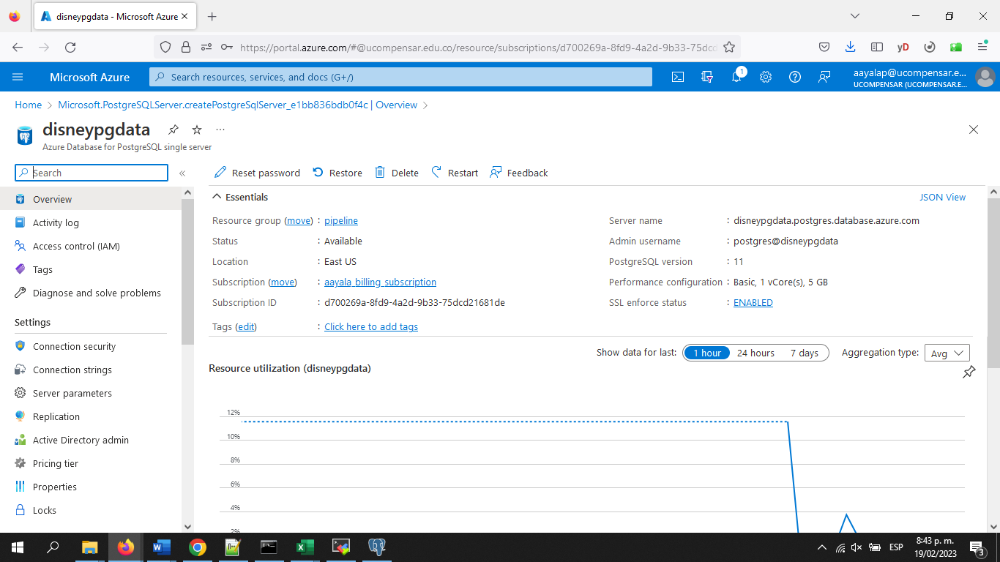 disneypgdata - Microsoft Azure
https://portal.azure.com/#@ucompensar.edu.co/resource/subscriptions/d700269a-8fd9-4a2d-9b33-75dcd
yD
Microsoft Azure
Search resources, services, and docs (G+/)
1
aayalap@ucompensar.e...
UCOMPENSAR (UCOMPENSAR.E...
Home
Microsoft.PostgreSQLServer.createPostgreSqlServer_e1bb836bdb0f4c | Overview
disneypgdata
Azure Database for PostgreSQL single server
Search
Reset password
Restore
Delete
Restart
Feedback
Overview
Activity log
Access control (IAM)
Tags
Diagnose and solve problems
Settings
Connection security
Connection strings
Server parameters
Replication
Active Directory admin
Pricing tier
Properties
Locks
Essentials
JSON View
Resource group (move) : pipeline
Status : Available
Location : East US
Subscription (move) : aayala_billing_subscription
Subscription ID : d700269a-8fd9-4a2d-9b33-75dcd21681de
Tags (edit) : Click here to add tags
Server name : disneypgdata.postgres.database.azure.com
Admin username : postgres@disneypgdata
PostgreSQL version : 11
Performance configuration : Basic, 1 vCore(s), 5 GB
SSL enforce status : ENABLED
Show data for last: 1 hour 24 hours 7 days Aggregation type: Avg
Resource utilization (disneypgdata)
12%
10%
8%
6%
4%
2%
ESP
8:43 p. m.
19/02/2023
3